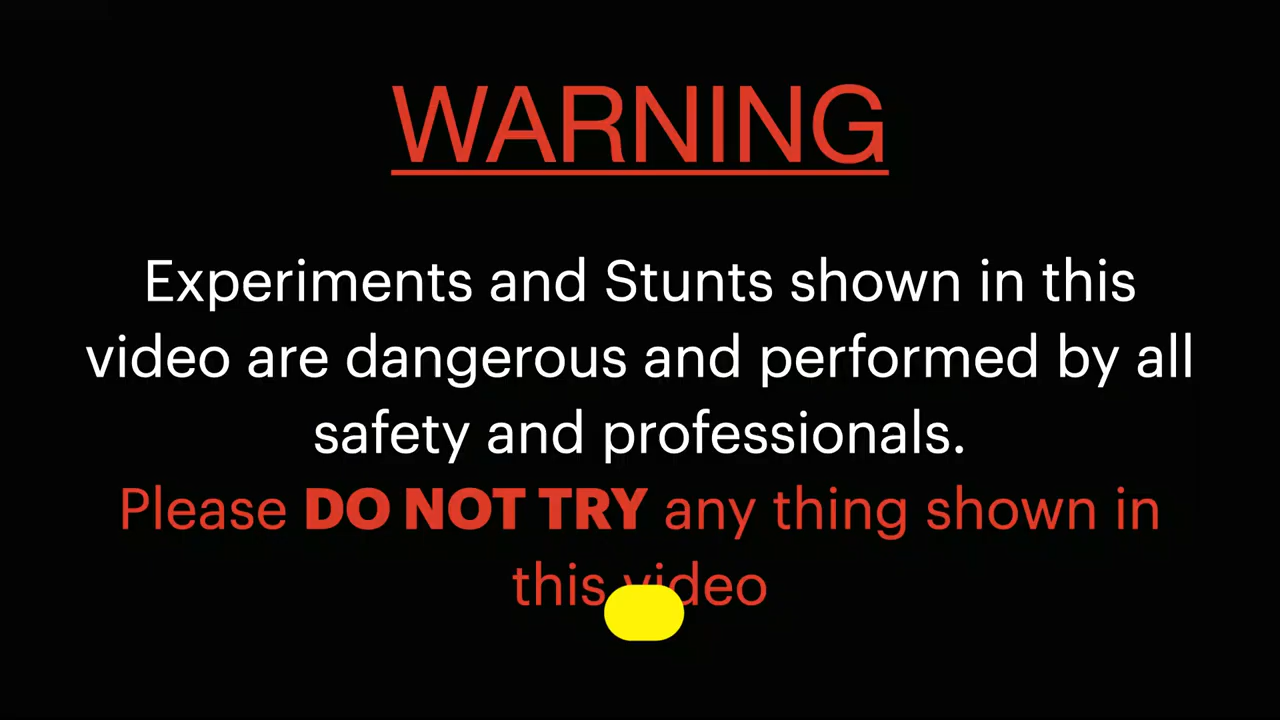 WARNING
Experiments and Stunts shown in this
video are dangerous and performed by all
safety and professionals.
Please DO NOT TRY any thing shown in
this video